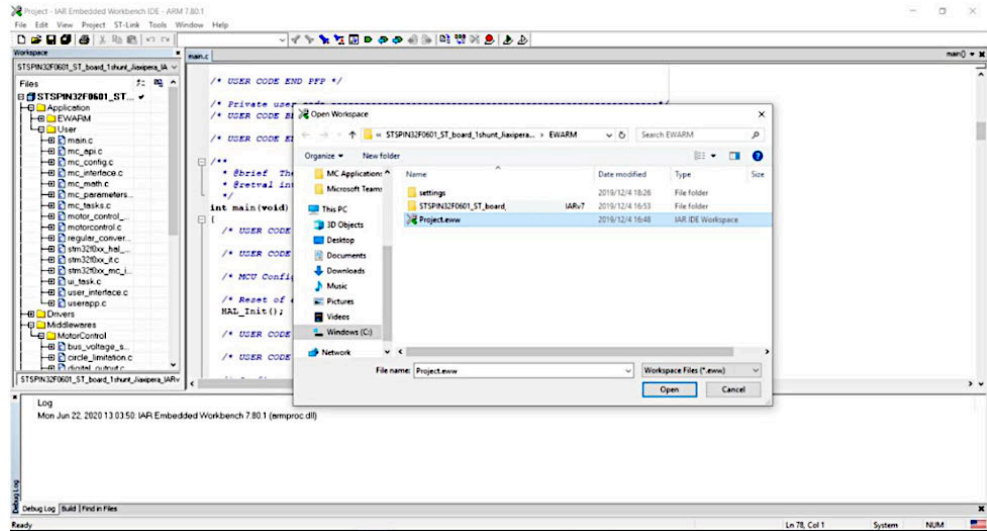 Project - IAR Embedded Workbench IDE - ARM 7.80.1
File Edit View Project ST-Link Tools Window Help
Workspace
main.c
main()
STSPIN32F0601_ST_board_1shunt_Jiaxipera_IA
Files
STSPIN32F0601_ST...
Application
EWARM
User
main.c
mc_api.c
mc_config.c
mc_interface.c
mc_math.c
mc_parameters...
mc_tasks.c
motor_control_...
motorcontrol.c
regular_conver...
stm32f0xx_hal_...
stm32f0xx_it.c
stm32f0xx_mc_i...
ui_task.c
user_interface.c
userapp.c
Drivers
Middlewares
MotorControl
bus_voltage_s...
circle_limitation.c
digital_output.c
STSPIN32F0601_ST_board_1shunt_Jiaxipera_IARv
/* USER CODE END PFP */
/* Private user code
/* USER CODE BE
/* USER CODE EN
/**
* @brief The
* @retval int
*/
int main(void)
{
/* USER CODE
/* USER CODE
/* MCU Config
/* Reset of
HAL_Init();
/* USER CODE
/* USER CODE
Open Workspace
« STSPIN32F0601_ST_board_1shunt_Jiaxipera... › EWARM
Search EWARM
Organize
New folder
MC Applications
Microsoft Teams
This PC
3D Objects
Desktop
Documents
Downloads
Music
Pictures
Videos
Windows (C:)
Network
Name Date modified Type Size
settings 2019/12/4 18:26 File folder
STSPIN32F0601_ST_board_ IARv7 2019/12/4 16:53 File folder
Project.eww 2019/12/4 16:48 IAR IDE Workspace
File name: Project.eww
Workspace Files (*.eww)
Open Cancel
Log
Mon Jun 22, 2020 13:03:50: IAR Embedded Workbench 7.80.1 (armproc.dll)
Debug Log
Debug Log Build Find in Files
Ready
Ln 78, Col 1 System NUM